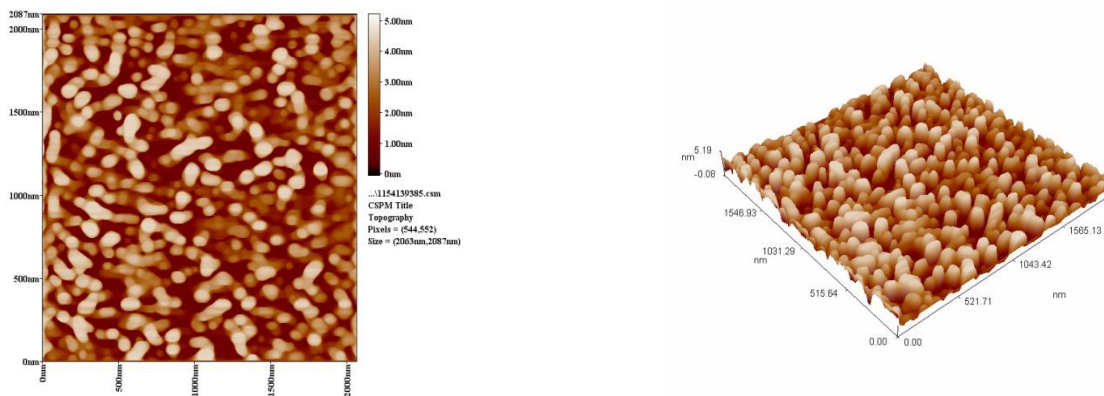 2087nm
2000nm
1500nm
1000nm
500nm
0nm
0nm
500nm
1000nm
1500nm
2000nm
5.00nm
4.00nm
3.00nm
2.00nm
1.00nm
0nm
...\1154139385.csm
CSPM Title
Topography
Pixels = (544,552)
Size = (2063nm,2087nm)
5.19
nm
-0.08
1546.93
1031.29
nm
515.64
0.00
0.00
521.71
nm
1043.42
1565.13